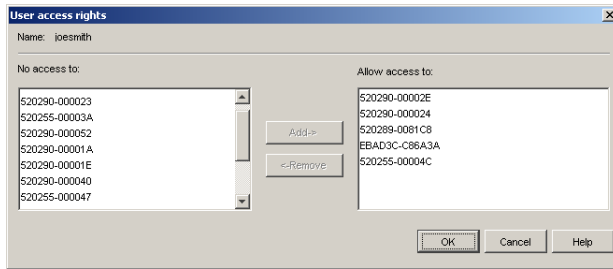 User access rights
Name: joesmith
No access to:
520290-000023
520255-00003A
520290-000052
520290-00001A
520290-00001E
520290-000040
520255-000047
Add->
<-Remove
Allow access to:
520290-00002E
520290-000024
520289-0081C8
EBAD3C-C86A3A
520255-00004C
OK
Cancel
Help